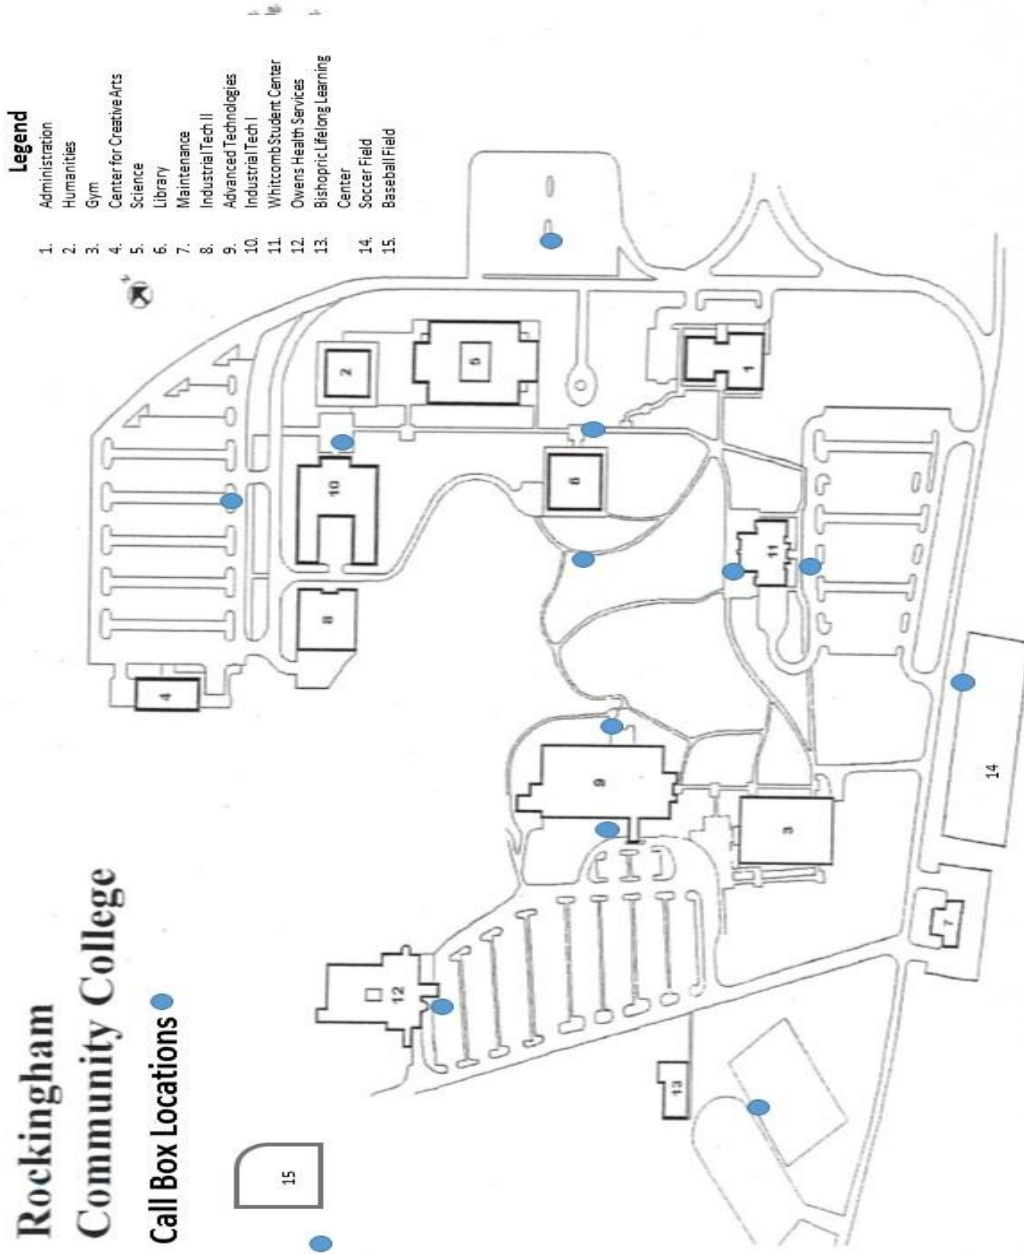 Rockingham
Community College
Call Box Locations
Legend
1. Administration
2. Humanities
3. Gym
4. Center for Creative Arts
5. Science
6. Library
7. Maintenance
8. Industrial Tech II
9. Advanced Technologies
10. Industrial Tech I
11. Whitcomb Student Center
12. Owens Health Services
13. Bishopric Lifelong Learning
Center
14. Soccer Field
15. Baseball Field
4
8
10
2
5
6
1
11
9
3
14
7
12
13
15